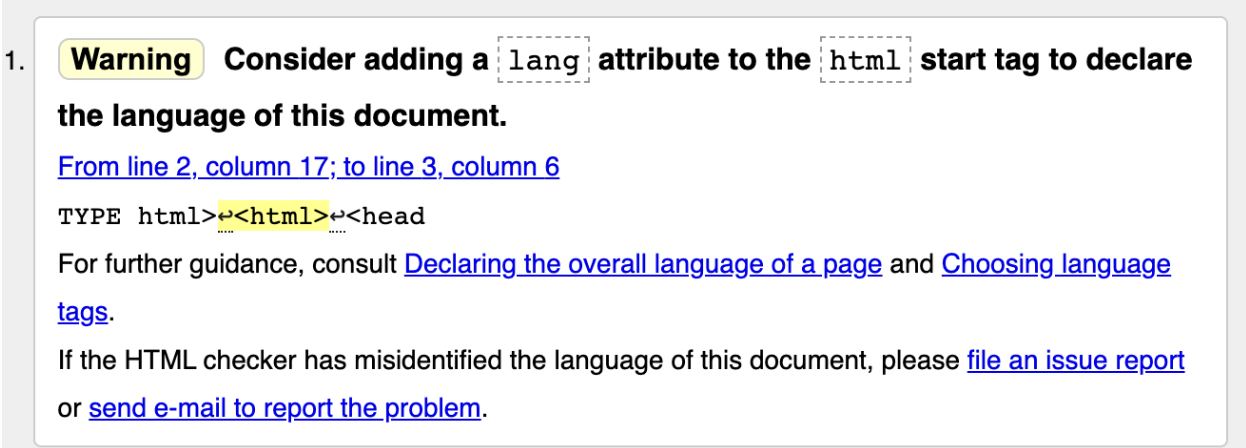 1. Warning Consider adding a lang attribute to the html start tag to declare
the language of this document.
From line 2, column 17; to line 3, column 6
TYPE html>↩<html>↩<head
For further guidance, consult Declaring the overall language of a page and Choosing language
tags.
If the HTML checker has misidentified the language of this document, please file an issue report
or send e-mail to report the problem.